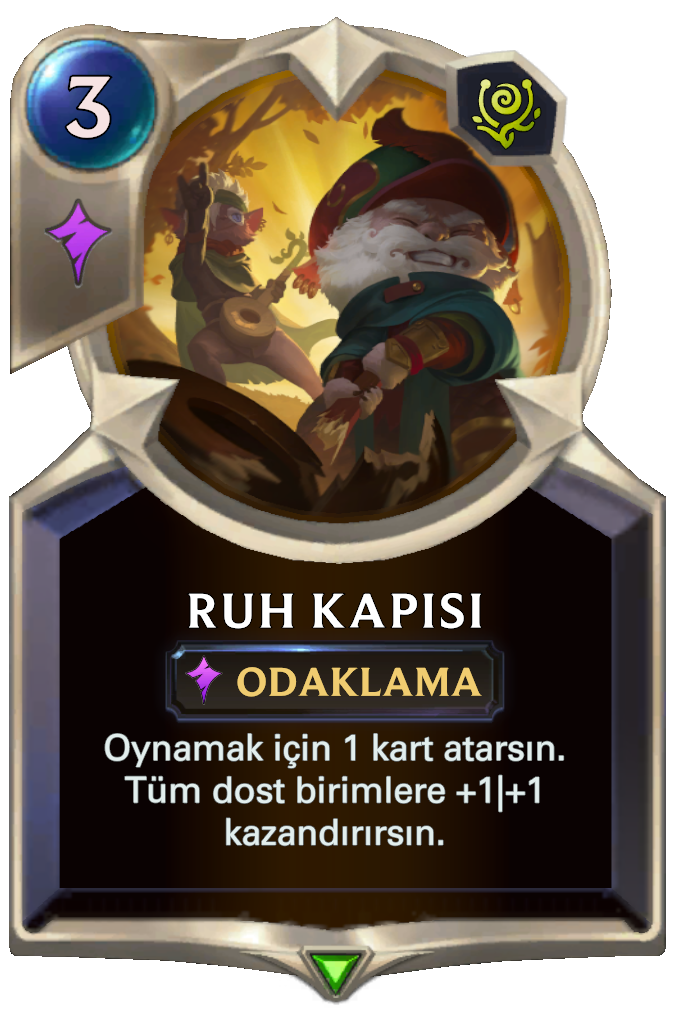 3
RUH KAPISI
ODAKLAMA
Oynamak için 1 kart atarsın.
Tüm dost birimlere +1|+1
kazandırırsın.